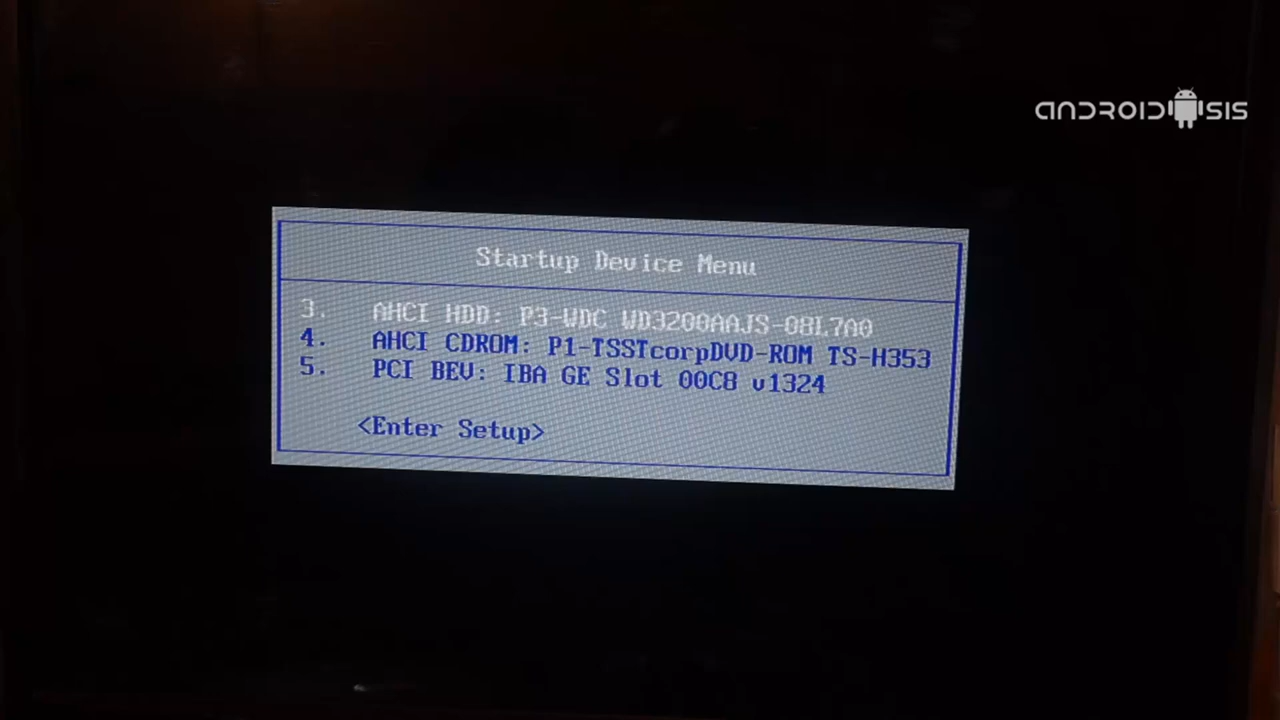 ANDROIDSIS
Startup Device Menu
3. AHCI HDD: P3-WDC WD3200AAJS-08L7A0
4. AHCI CDROM: P1-TSSTcorpDVD-ROM TS-H353
5. PCI BEV: IBA GE Slot 00C8 v1324
<Enter Setup>